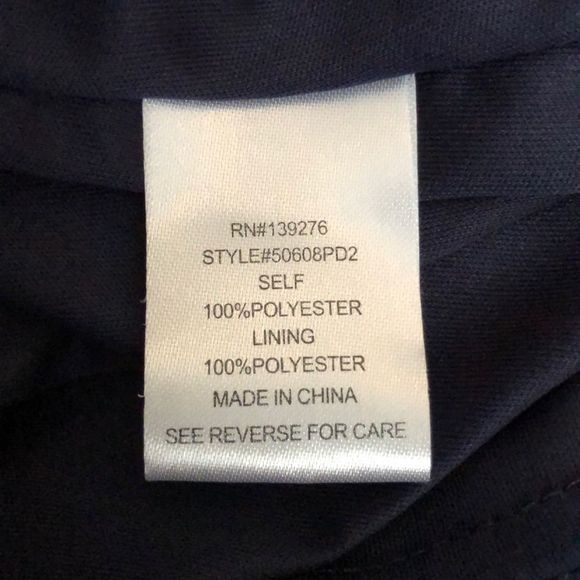 RN#139276
STYLE#50608PD2
SELF
100%POLYESTER
LINING
100%POLYESTER
MADE IN CHINA
SEE REVERSE FOR CARE